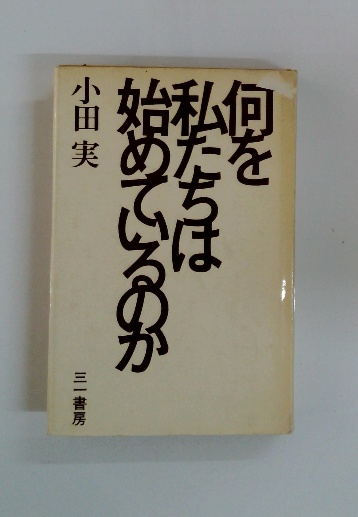 何を
私たちは
始めているのか
小田 実
三一書房